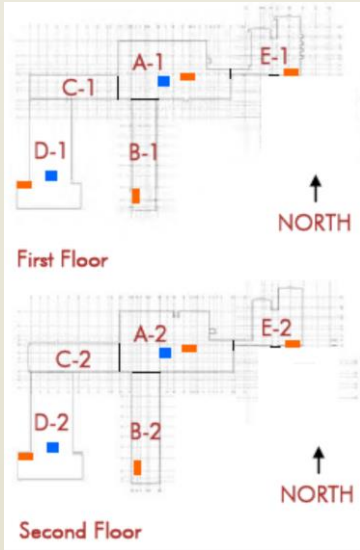 E-1
A-1
C-1
D-1
B-1
NORTH
First Floor
E-2
A-2
C-2
D-2
B-2
NORTH
Second Floor